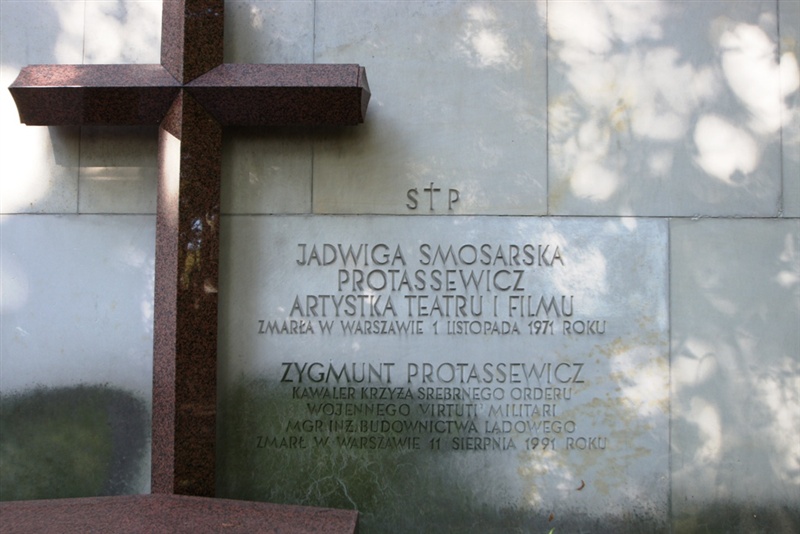 S†P
JADWIGA SMOSARSKA
PROTASSEWICZ
ARTYSTKA TEATRU I FILMU
ZMARŁA W WARSZAWIE 1 LISTOPADA 1971 ROKU
ZYGMUNT PROTASSEWICZ
KAWALER KRZYŻA SREBRNEGO ORDERU
WOJENNEGO VIRTUTI MILITARI
MGR INŻ. BUDOWNICTWA LĄDOWEGO
ZMARŁ W WARSZAWIE 11 SIERPNIA 1991 ROKU